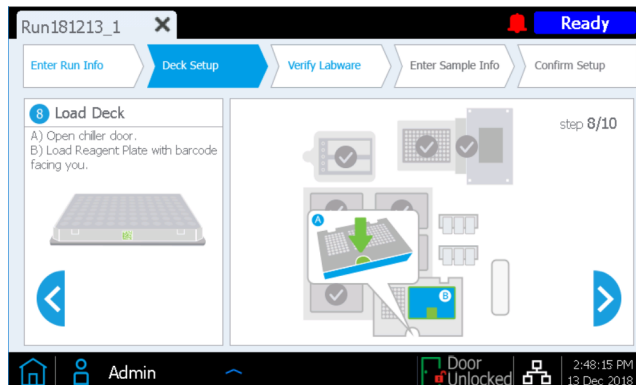 Run181213_1
Ready
Enter Run Info
Deck Setup
Verify Labware
Enter Sample Info
Confirm Setup
8 Load Deck
A) Open chiller door.
B) Load Reagent Plate with barcode
facing you.
step 8/10
A
B
Admin
Door
Unlocked
2:48:15 PM
13 Dec 2018